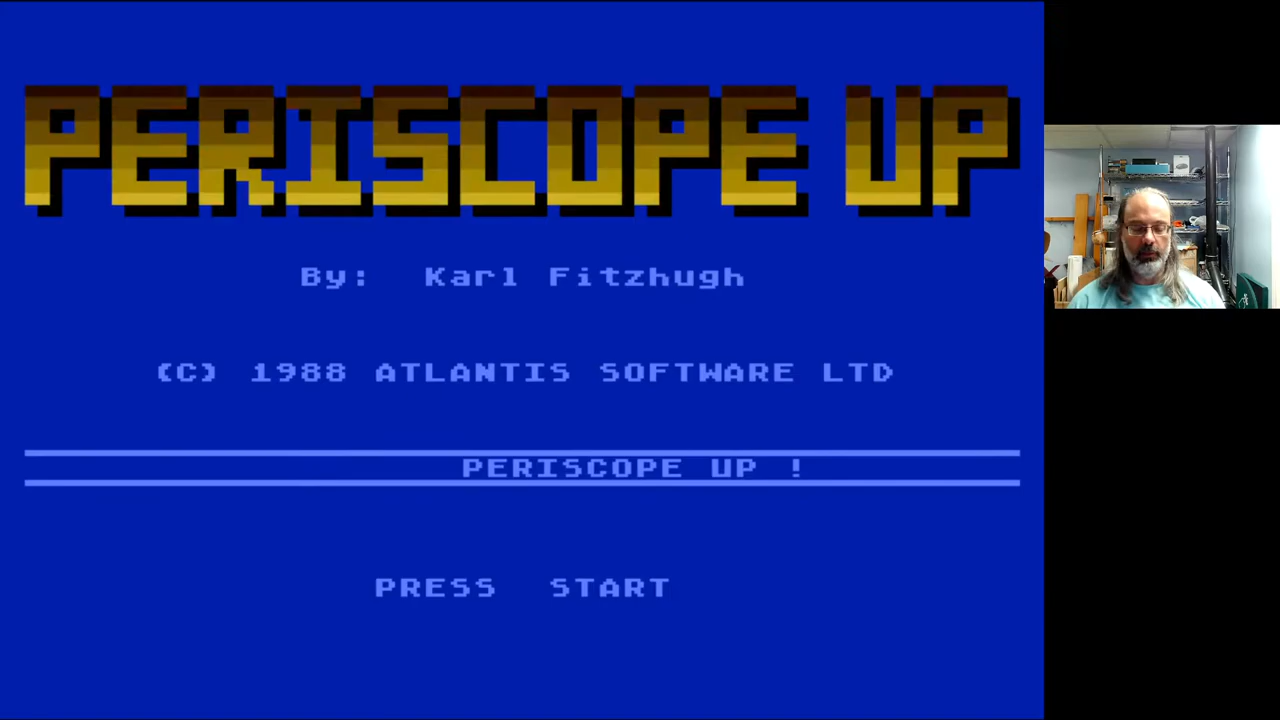 PERISCOPE UP
By: Karl Fitzhugh
(C) 1988 ATLANTIS SOFTWARE LTD
PERISCOPE UP !
PRESS START